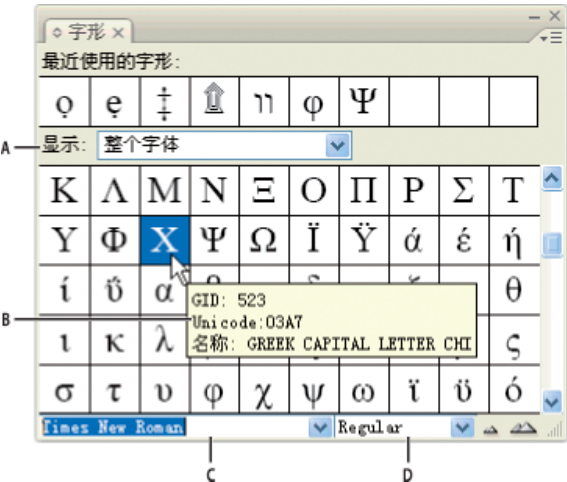 字形 ×
最近使用的字形:
ọ ẹ ‡ ⇧ װ φ Ψ
A 显示: 整个字体
Κ Λ Μ Ν Ξ Ο Π Ρ Σ Τ
Υ Φ Χ Ψ Ω Ϊ Ϋ ά έ ή
ί ΰ α θ
GID: 523
B Unicode:03A7
名称: GREEK CAPITAL LETTER CHI
ι κ λ ς
σ τ υ φ χ ψ ω ϊ ϋ ό
Times New Roman Regular
C D